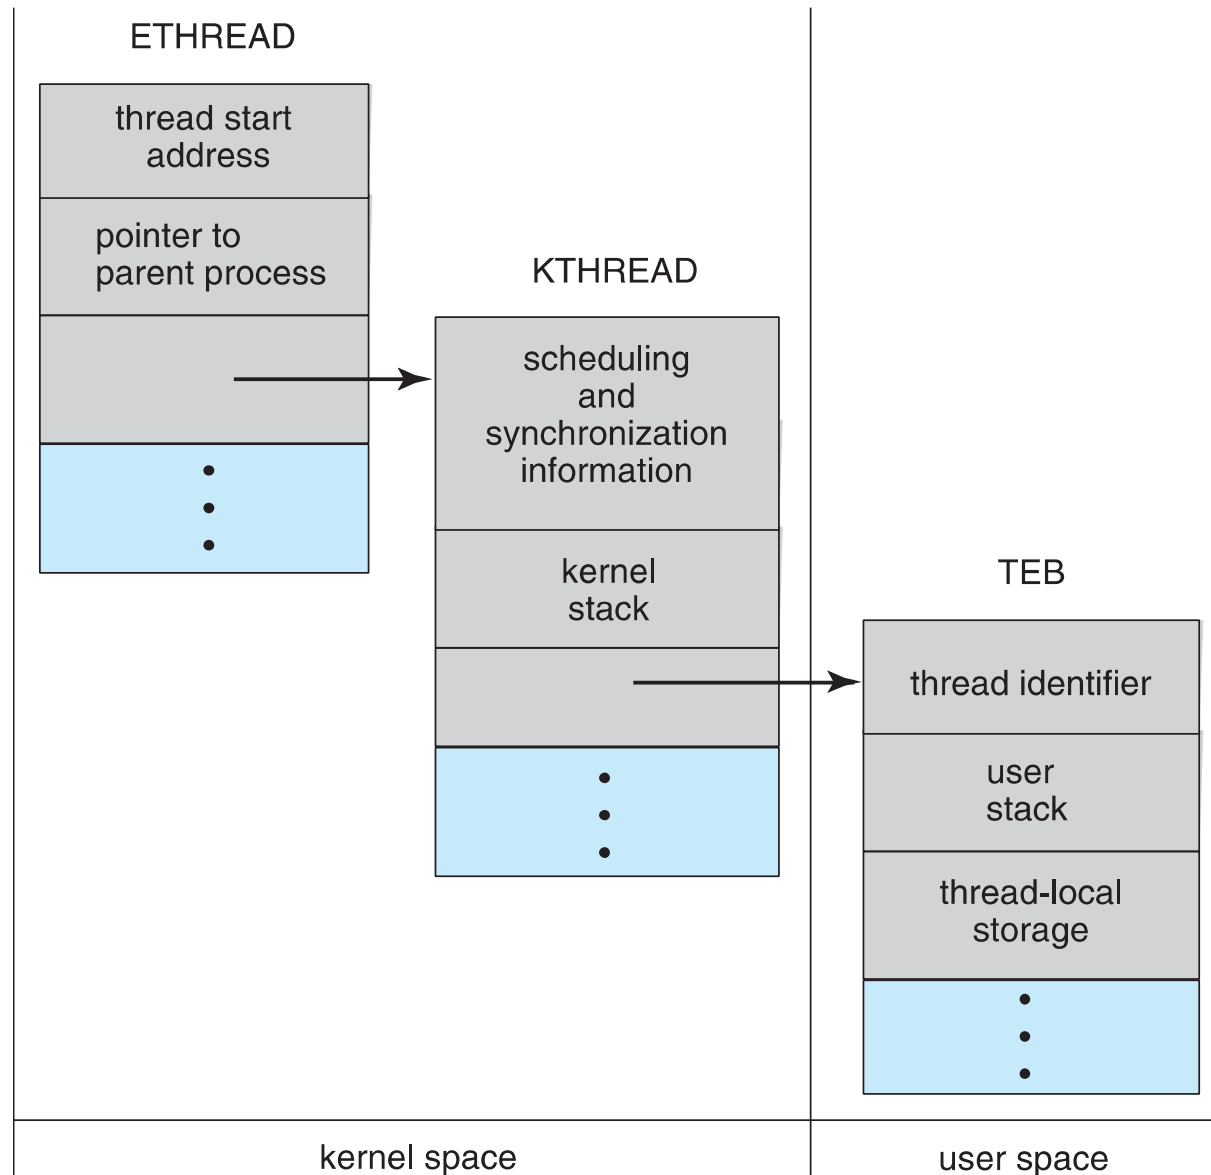 ETHREAD
thread start
address
pointer to
parent process
KTHREAD
scheduling
and
synchronization
information
kernel
stack
TEB
thread identifier
user
stack
thread-local
storage
kernel space
user space